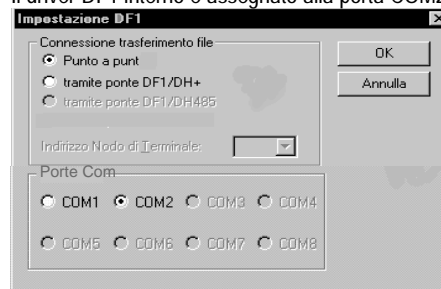 Il driver DF1 interno è assegnato alla porta COM2
Impostazione DF1
Connessione trasferimento file
Punto a punt
tramite ponte DF1/DH+
tramite ponte DF1/DH485
Indirizzo Nodo di Terminale:
OK
Annulla
Porte Com
COM1 COM2 COM3 COM4
COM5 COM6 COM7 COM8